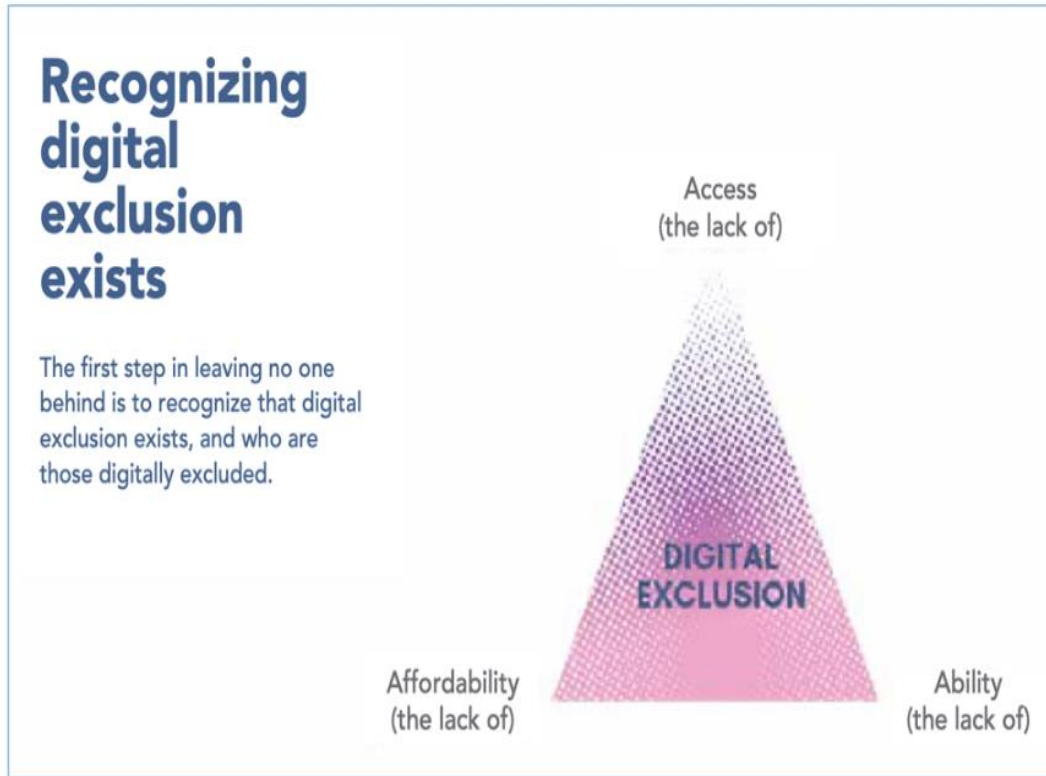 Recognizing
digital
exclusion
exists
The first step in leaving no one
behind is to recognize that digital
exclusion exists, and who are
those digitally excluded.
Access
(the lack of)
DIGITAL
EXCLUSION
Affordability
(the lack of)
Ability
(the lack of)